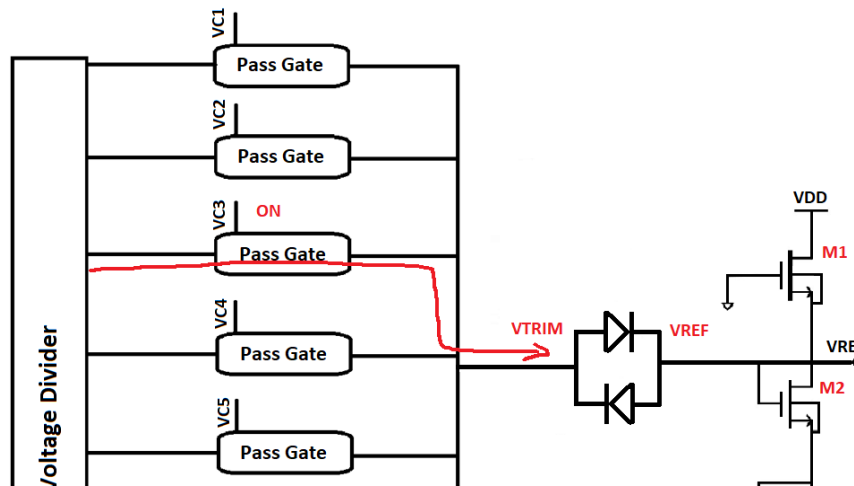 VC1
Pass Gate
VC2
Pass Gate
VC3
ON
Pass Gate
VC4
Pass Gate
VC5
Pass Gate
Voltage Divider
VTRIM
VREF
VDD
M1
VRE
M2